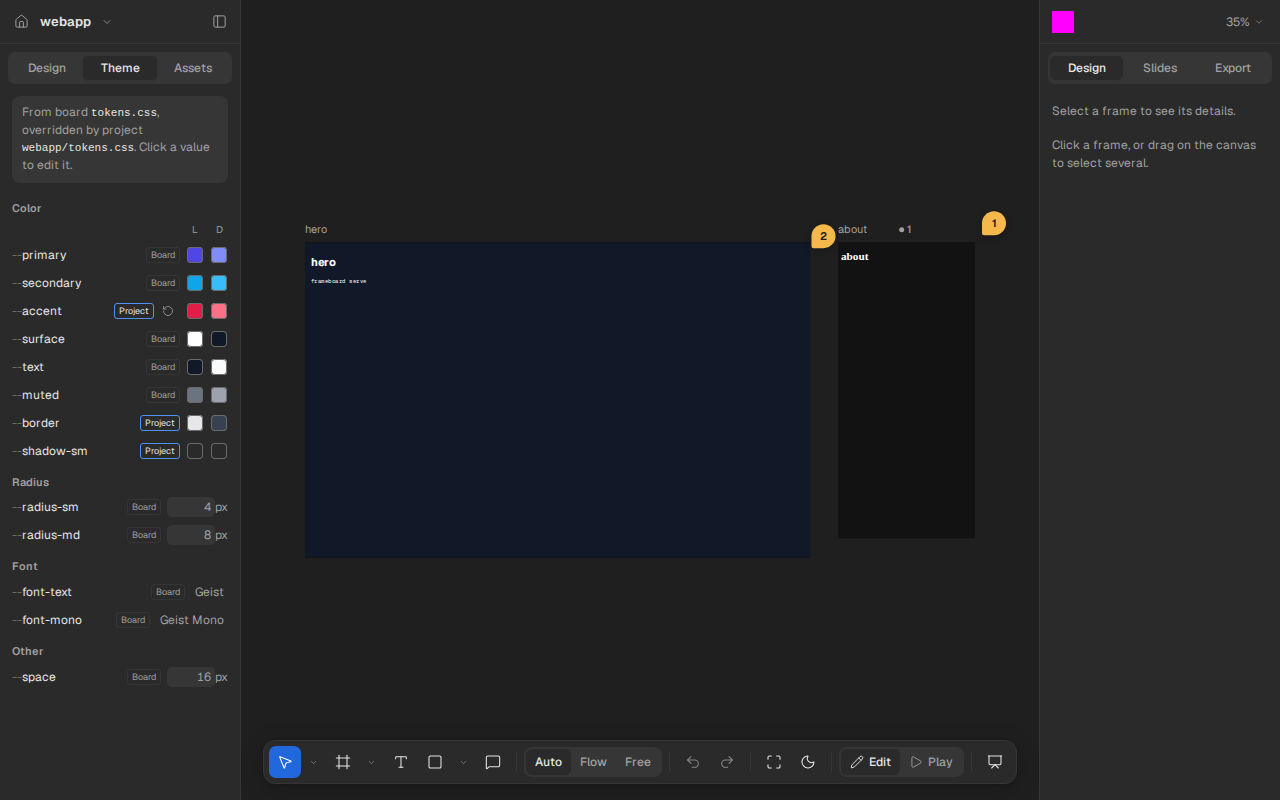 webapp
Design Theme Assets
From board tokens.css,
overridden by project
webapp/tokens.css. Click a value
to edit it.
Color
L D
--primary Board
--secondary Board
--accent Project
--surface Board
--text Board
--muted Board
--border Project
--shadow-sm Project
Radius
--radius-sm Board 4 px
--radius-md Board 8 px
Font
--font-text Board Geist
--font-mono Board Geist Mono
Other
--space Board 16 px
hero
2
about
1
1
hero
frameboard serve
about
Auto Flow Free
Edit Play
35%
Design Slides Export
Select a frame to see its details.
Click a frame, or drag on the canvas
to select several.